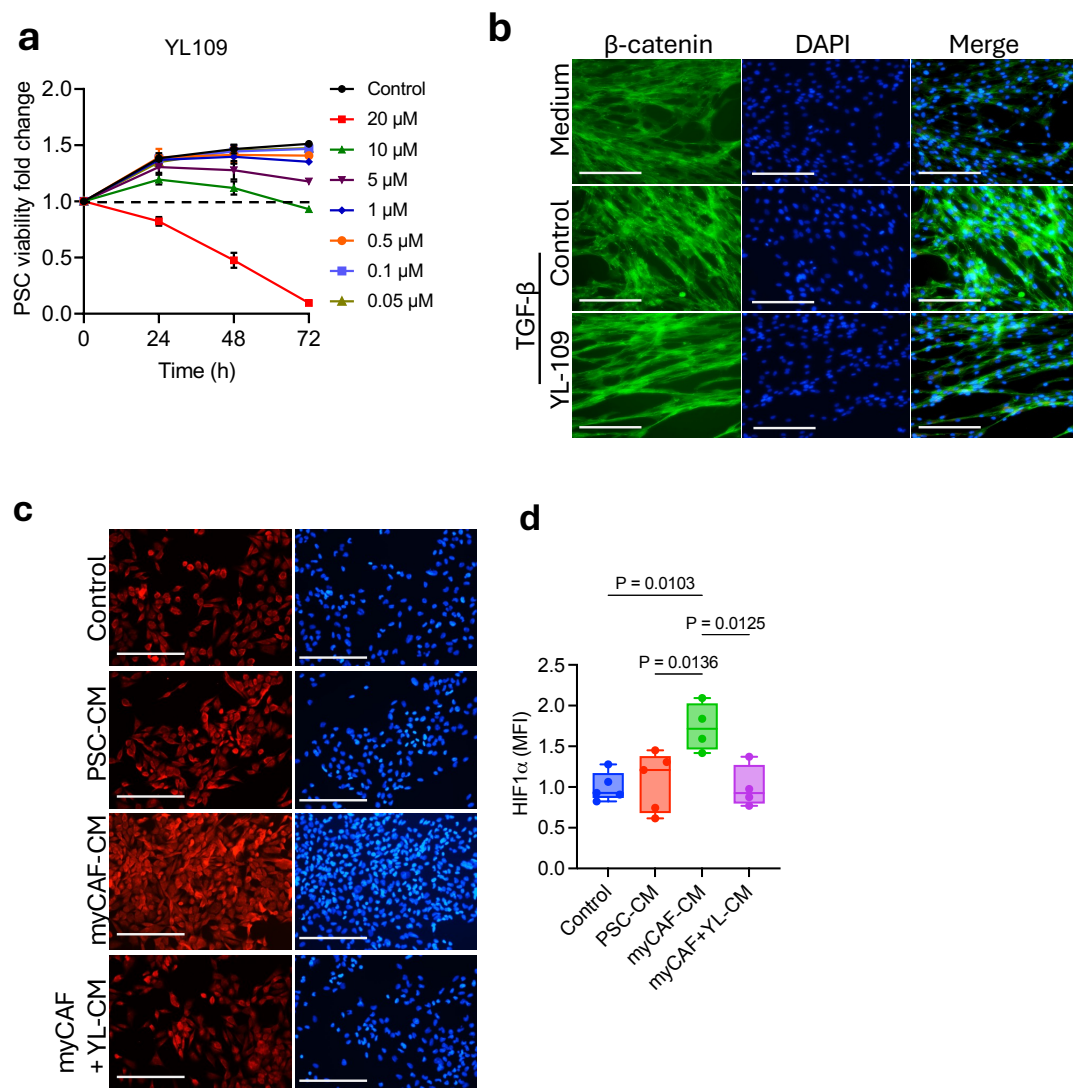 a
YL109
PSC viability fold change
2.0
1.5
1.0
0.5
0.0
0
24
48
72
Time (h)
Control
20 µM
10 µM
5 µM
1 µM
0.5 µM
0.1 µM
0.05 µM
b
β-catenin
DAPI
Merge
Medium
Control
TGF-β
YL-109
c
Control
PSC-CM
myCAF-CM
myCAF
+ YL-CM
d
P = 0.0103
P = 0.0125
P = 0.0136
HIF1α (MFI)
2.5
2.0
1.5
1.0
0.5
0.0
Control
PSC-CM
myCAF-CM
myCAF+YL-CM